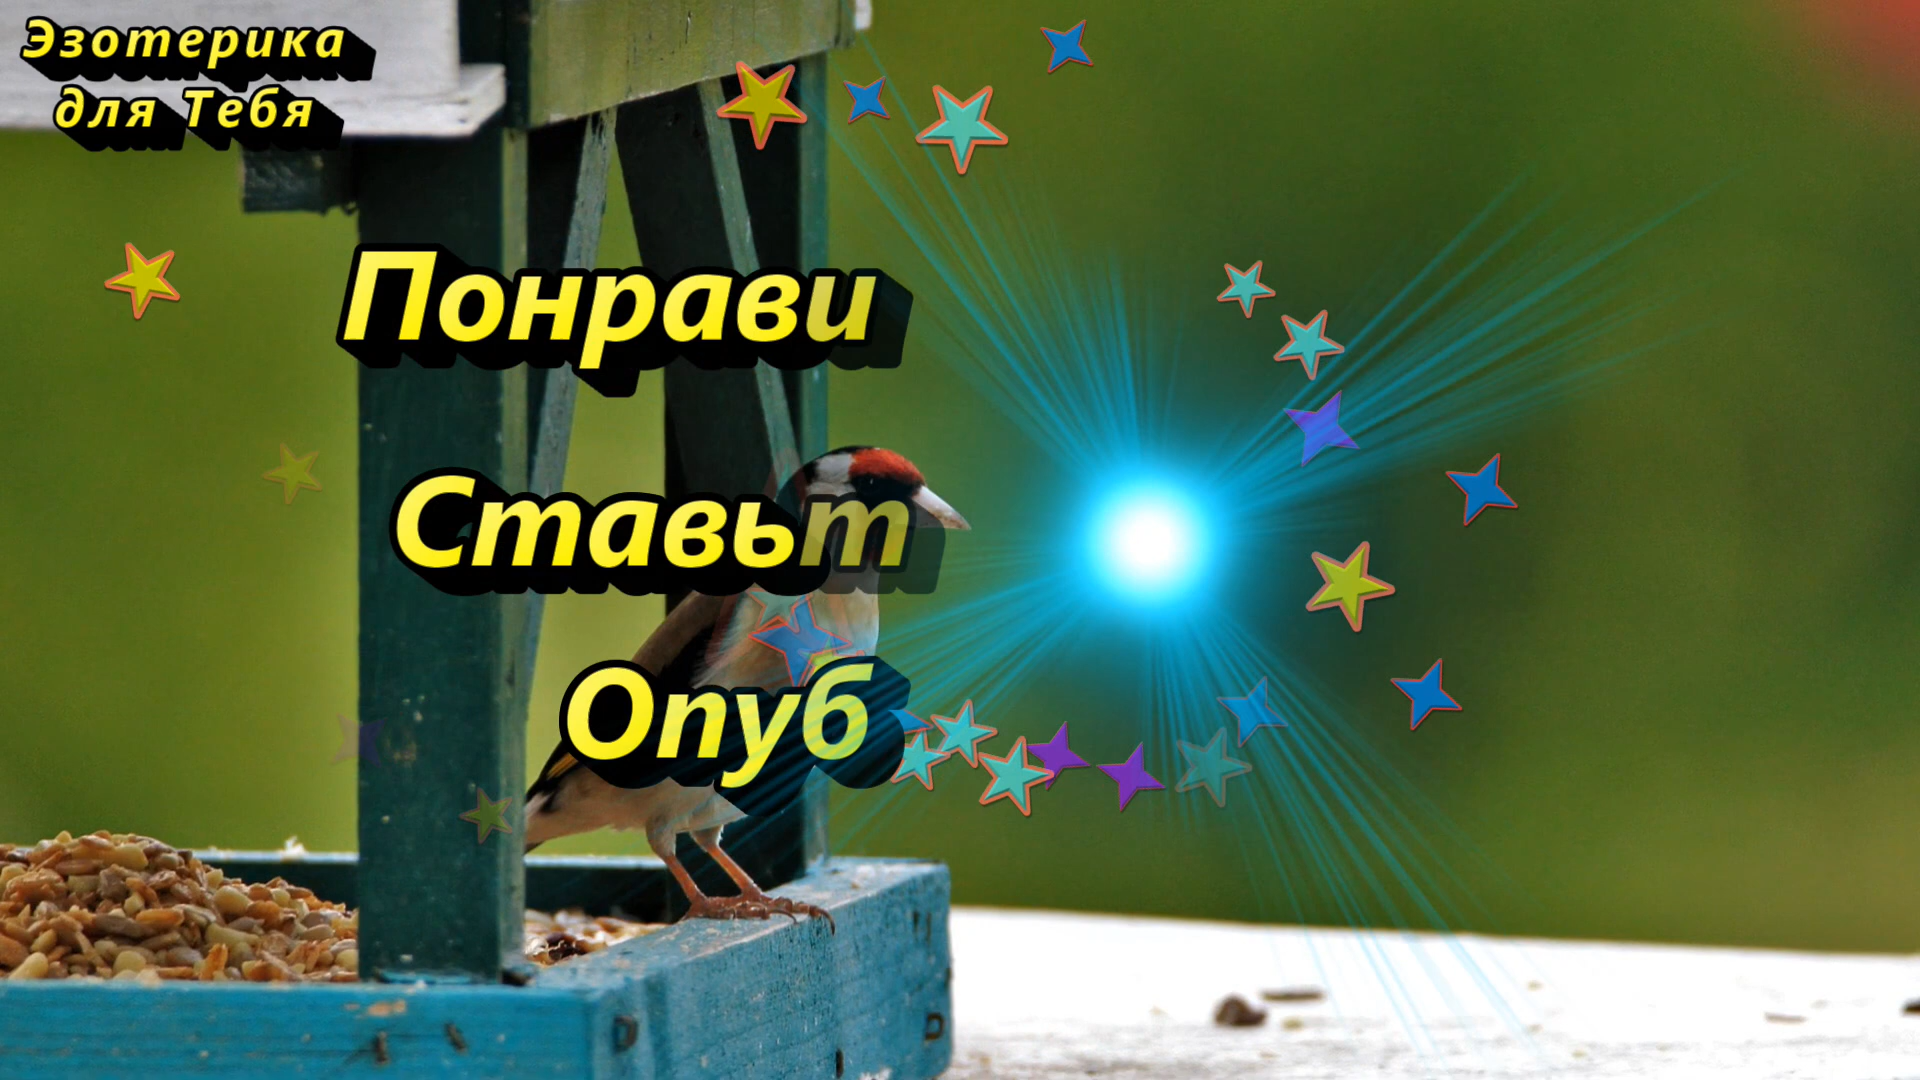 Эзотерика
для Тебя
Понрави
Ставьт
Опуб